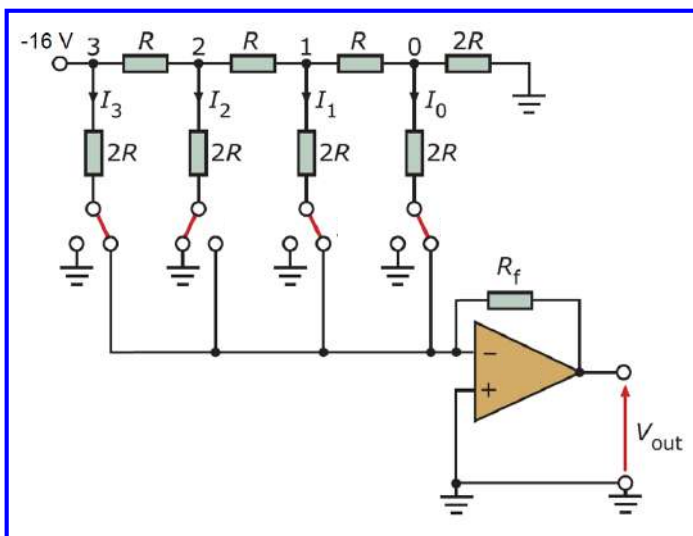 -16 V 3 R 2 R 1 R 0 2R
I3 I2 I1 I0
2R 2R 2R 2R
Rf
−
+
Vout